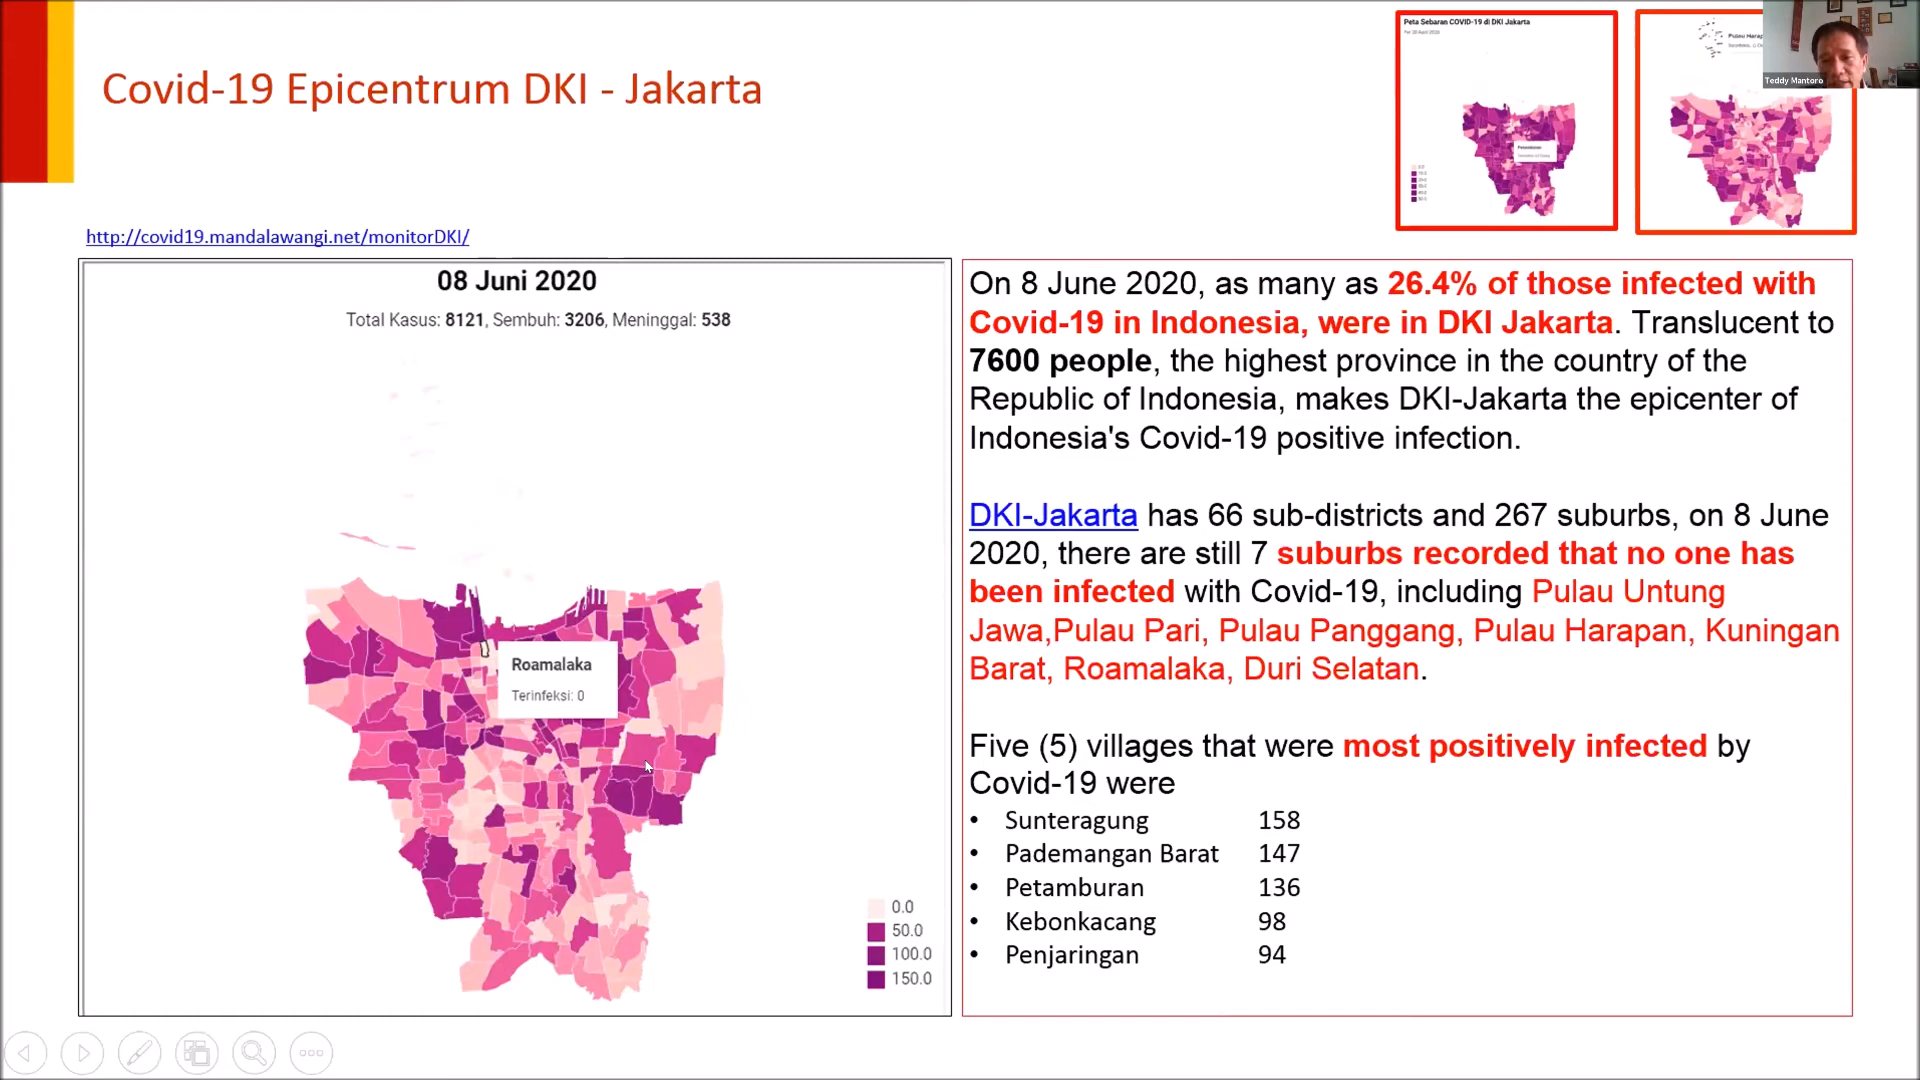 Covid-19 Epicentrum DKI - Jakarta
Peta Sebaran COVID-19 di DKI Jakarta
Teddy Mantoro
http://covid19.mandalawangi.net/monitorDKI/
08 Juni 2020
Total Kasus: 8121, Sembuh: 3206, Meninggal: 538
Roamalaka
Terinfeksi: 0
0.0
50.0
100.0
150.0
On 8 June 2020, as many as 26.4% of those infected with
Covid-19 in Indonesia, were in DKI Jakarta. Translucent to
7600 people, the highest province in the country of the
Republic of Indonesia, makes DKI-Jakarta the epicenter of
Indonesia's Covid-19 positive infection.
DKI-Jakarta has 66 sub-districts and 267 suburbs, on 8 June
2020, there are still 7 suburbs recorded that no one has
been infected with Covid-19, including Pulau Untung
Jawa,Pulau Pari, Pulau Panggang, Pulau Harapan, Kuningan
Barat, Roamalaka, Duri Selatan.
Five (5) villages that were most positively infected by
Covid-19 were
• Sunteragung 158
• Pademangan Barat 147
• Petamburan 136
• Kebonkacang 98
• Penjaringan 94